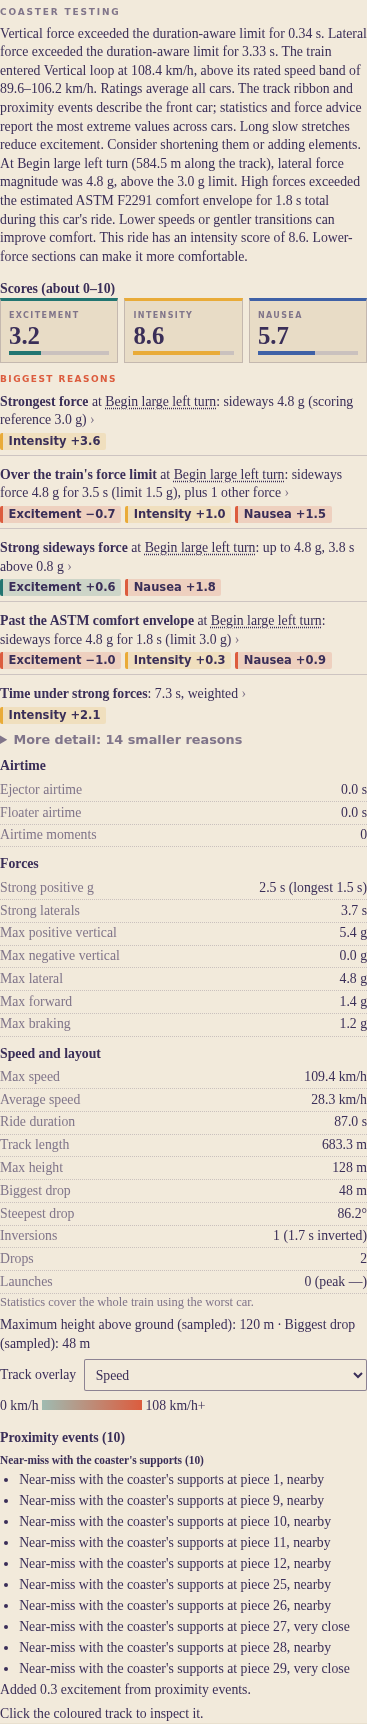 COASTER TESTING
Vertical force exceeded the duration-aware limit for 0.34 s. Lateral
force exceeded the duration-aware limit for 3.33 s. The train
entered Vertical loop at 108.4 km/h, above its rated speed band of
89.6–106.2 km/h. Ratings average all cars. The track ribbon and
proximity events describe the front car; statistics and force advice
report the most extreme values across cars. Long slow stretches
reduce excitement. Consider shortening them or adding elements.
At Begin large left turn (584.5 m along the track), lateral force
magnitude was 4.8 g, above the 3.0 g limit. High forces exceeded
the estimated ASTM F2291 comfort envelope for 1.8 s total
during this car's ride. Lower speeds or gentler transitions can
improve comfort. This ride has an intensity score of 8.6. Lower-
force sections can make it more comfortable.
Scores (about 0–10)
EXCITEMENT INTENSITY NAUSEA
3.2 8.6 5.7
BIGGEST REASONS
Strongest force at Begin large left turn: sideways 4.8 g (scoring
reference 3.0 g) ›
Intensity +3.6
Over the train's force limit at Begin large left turn: sideways
force 4.8 g for 3.5 s (limit 1.5 g), plus 1 other force ›
Excitement −0.7 Intensity +1.0 Nausea +1.5
Strong sideways force at Begin large left turn: up to 4.8 g, 3.8 s
above 0.8 g ›
Excitement +0.6 Nausea +1.8
Past the ASTM comfort envelope at Begin large left turn:
sideways force 4.8 g for 1.8 s (limit 3.0 g) ›
Excitement −1.0 Intensity +0.3 Nausea +0.9
Time under strong forces: 7.3 s, weighted ›
Intensity +2.1
▶ More detail: 14 smaller reasons
Airtime
Ejector airtime 0.0 s
Floater airtime 0.0 s
Airtime moments 0
Forces
Strong positive g 2.5 s (longest 1.5 s)
Strong laterals 3.7 s
Max positive vertical 5.4 g
Max negative vertical 0.0 g
Max lateral 4.8 g
Max forward 1.4 g
Max braking 1.2 g
Speed and layout
Max speed 109.4 km/h
Average speed 28.3 km/h
Ride duration 87.0 s
Track length 683.3 m
Max height 128 m
Biggest drop 48 m
Steepest drop 86.2°
Inversions 1 (1.7 s inverted)
Drops 2
Launches 0 (peak —)
Statistics cover the whole train using the worst car.
Maximum height above ground (sampled): 120 m · Biggest drop
(sampled): 48 m
Track overlay Speed
0 km/h 108 km/h+
Proximity events (10)
Near-miss with the coaster's supports (10)
• Near-miss with the coaster's supports at piece 1, nearby
• Near-miss with the coaster's supports at piece 9, nearby
• Near-miss with the coaster's supports at piece 10, nearby
• Near-miss with the coaster's supports at piece 11, nearby
• Near-miss with the coaster's supports at piece 12, nearby
• Near-miss with the coaster's supports at piece 25, nearby
• Near-miss with the coaster's supports at piece 26, nearby
• Near-miss with the coaster's supports at piece 27, very close
• Near-miss with the coaster's supports at piece 28, nearby
• Near-miss with the coaster's supports at piece 29, very close
Added 0.3 excitement from proximity events.
Click the coloured track to inspect it.